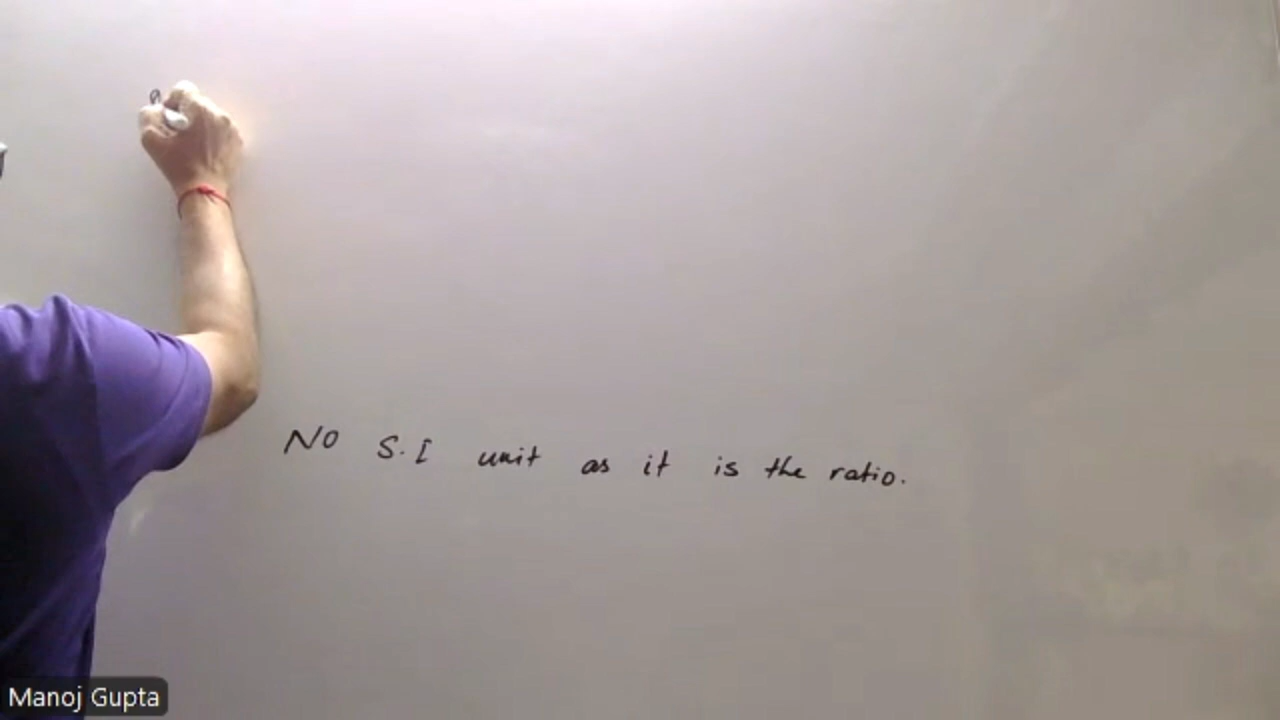 NO S.I unit as it is the ratio.
Manoj Gupta